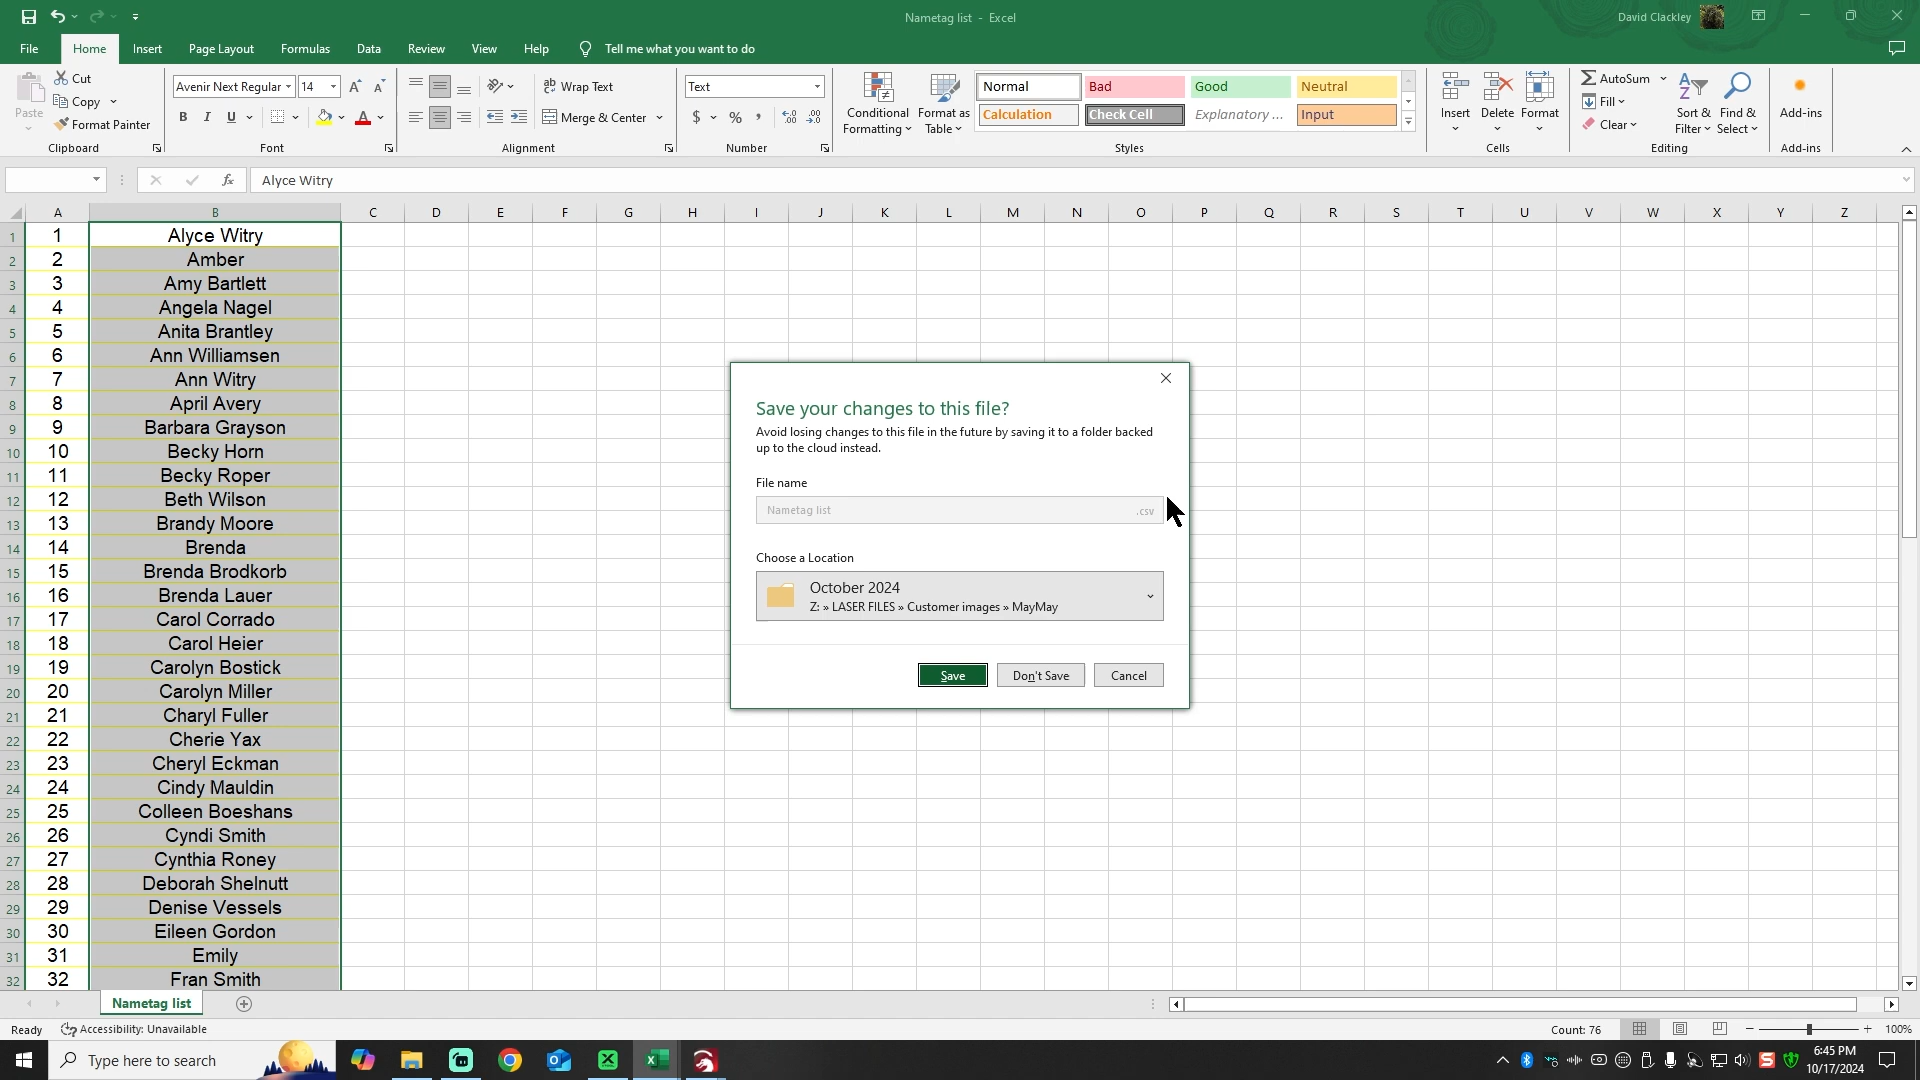 Nametag list - Excel
David Clackley
File Home Insert Page Layout Formulas Data Review View Help Tell me what you want to do
Paste
Cut
Copy
Format Painter
Clipboard
Avenir Next Regular 14
B I U
Font
Wrap Text
Merge & Center
Alignment
Text
$ % ,
Number
Conditional Formatting
Format as Table
Normal Bad Good Neutral
Calculation Check Cell Explanatory ... Input
Styles
Insert Delete Format
Cells
AutoSum
Fill
Clear
Sort & Filter
Find & Select
Editing
Add-ins
Add-ins
fx Alyce Witry
A B C D E F G H I J K L M N O P Q R S T U V W X Y Z
1 1 Alyce Witry
2 2 Amber
3 3 Amy Bartlett
4 4 Angela Nagel
5 5 Anita Brantley
6 6 Ann Williamsen
7 7 Ann Witry
8 8 April Avery
9 9 Barbara Grayson
10 10 Becky Horn
11 11 Becky Roper
12 12 Beth Wilson
13 13 Brandy Moore
14 14 Brenda
15 15 Brenda Brodkorb
16 16 Brenda Lauer
17 17 Carol Corrado
18 18 Carol Heier
19 19 Carolyn Bostick
20 20 Carolyn Miller
21 21 Charyl Fuller
22 22 Cherie Yax
23 23 Cheryl Eckman
24 24 Cindy Mauldin
25 25 Colleen Boeshans
26 26 Cyndi Smith
27 27 Cynthia Roney
28 28 Deborah Shelnutt
29 29 Denise Vessels
30 30 Eileen Gordon
31 31 Emily
32 32 Fran Smith
Save your changes to this file?
Avoid losing changes to this file in the future by saving it to a folder backed
up to the cloud instead.
File name
Nametag list .csv
Choose a Location
October 2024
Z: » LASER FILES » Customer images » MayMay
Save Don't Save Cancel
Nametag list
Ready Accessibility: Unavailable Count: 76 100%
Type here to search
6:45 PM
10/17/2024